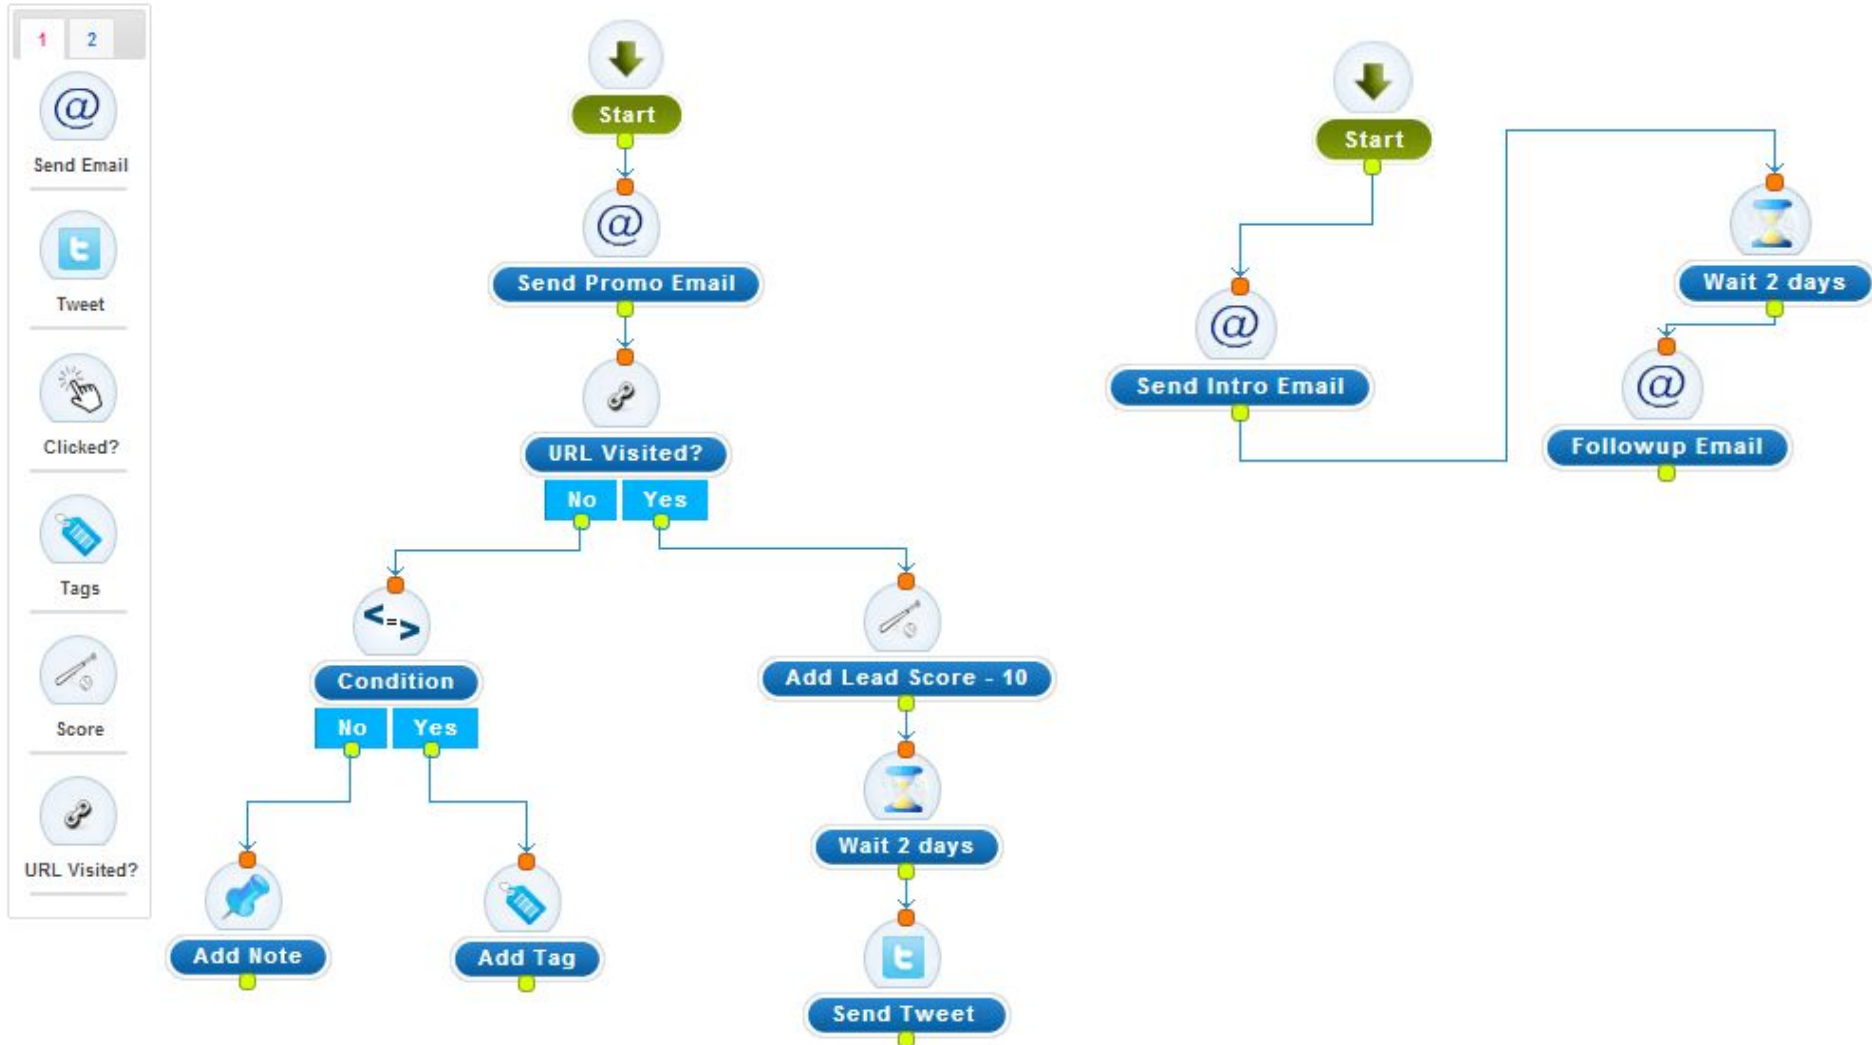 1
2
Send Email
Tweet
Clicked?
Tags
Score
URL Visited?
Start
Send Promo Email
URL Visited?
No
Yes
Condition
No
Yes
Add Note
Add Tag
Add Lead Score - 10
Wait 2 days
Send Tweet
Start
Send Intro Email
Wait 2 days
Followup Email